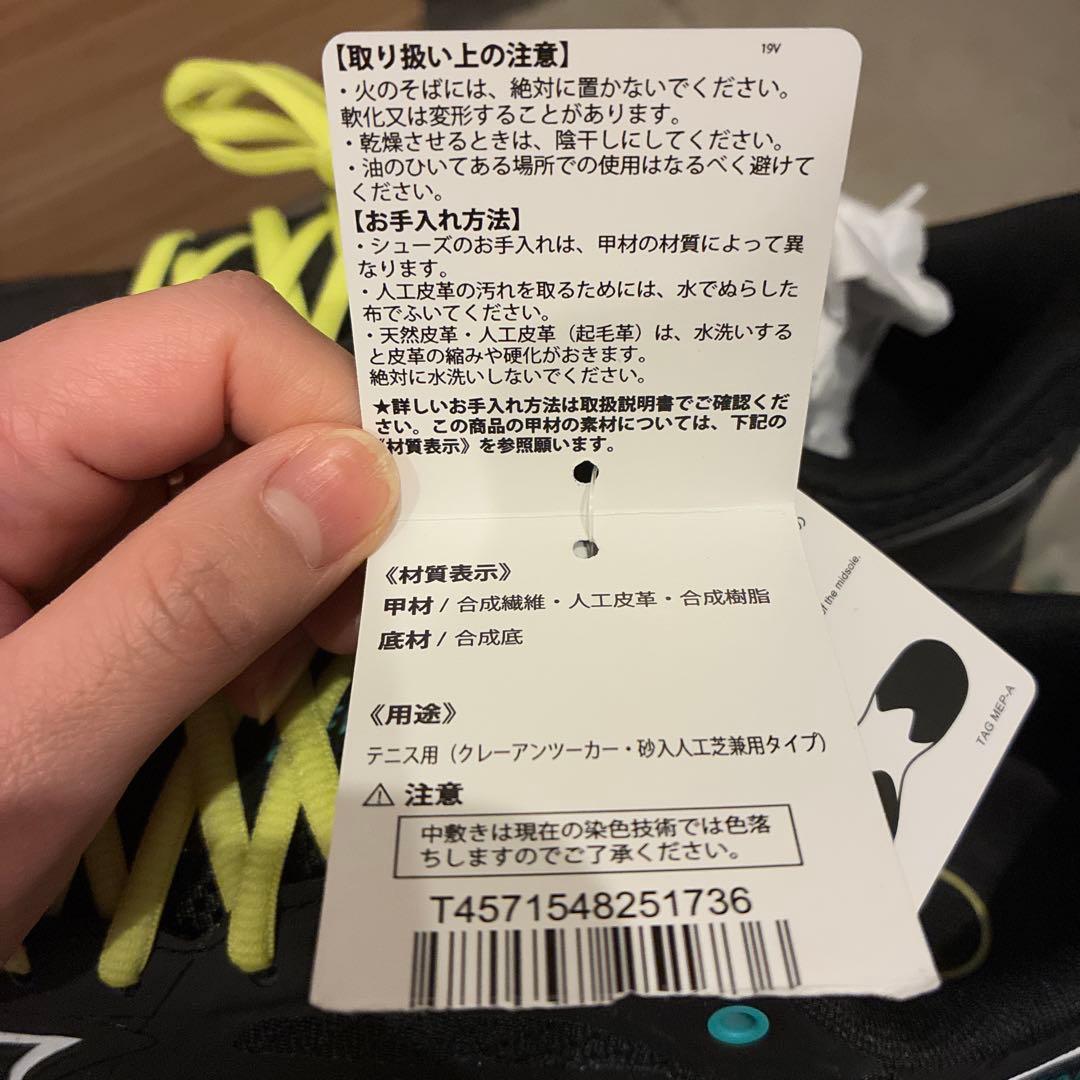 【取り扱い上の注意】
19V
・火のそばには、絶対に置かないでください。
軟化又は変形することがあります。
・乾燥させるときは、陰干しにしてください。
・油のひいてある場所での使用はなるべく避けて
ください。
【お手入れ方法】
・シューズのお手入れは、甲材の材質によって異
なります。
・人工皮革の汚れを取るためには、水でぬらした
布でふいてください。
・天然皮革・人工皮革（起毛革）は、水洗いする
と皮革の縮みや硬化がおきます。
絶対に水洗いしないでください。
★詳しいお手入れ方法は取扱説明書でご確認くだ
さい。この商品の甲材の素材については、下記の
《材質表示》を参照願います。
《材質表示》
甲材 / 合成繊維・人工皮革・合成樹脂
底材 / 合成底
《用途》
テニス用（クレーアンツーカー・砂入人工芝兼用タイプ）
⚠ 注意
中敷きは現在の染色技術では色落
ちしますのでご了承ください。
T4571548251736
of the midsole.
TAG MEP-A